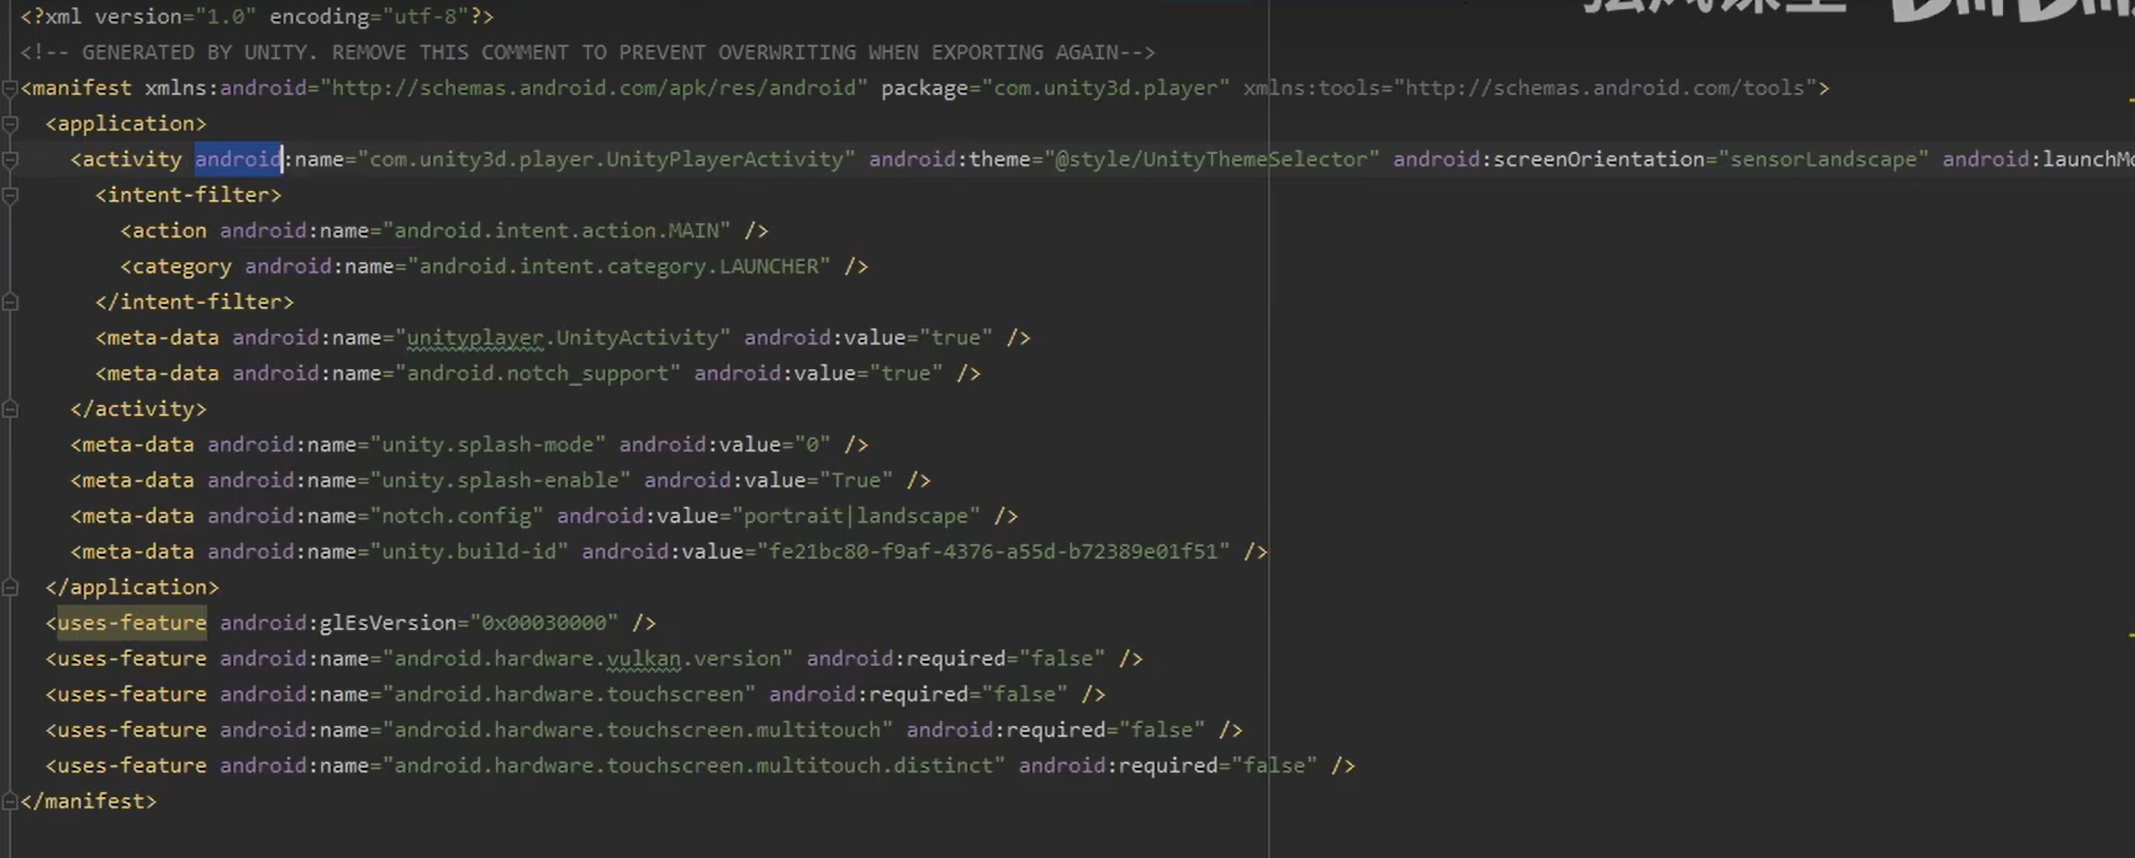 <?xml version="1.0" encoding="utf-8"?>
<!-- GENERATED BY UNITY. REMOVE THIS COMMENT TO PREVENT OVERWRITING WHEN EXPORTING AGAIN-->
<manifest xmlns:android="http://schemas.android.com/apk/res/android" package="com.unity3d.player" xmlns:tools="http://schemas.android.com/tools">
<application>
<activity android:name="com.unity3d.player.UnityPlayerActivity" android:theme="@style/UnityThemeSelector" android:screenOrientation="sensorLandscape" android:launchMo
<intent-filter>
<action android:name="android.intent.action.MAIN" />
<category android:name="android.intent.category.LAUNCHER" />
</intent-filter>
<meta-data android:name="unityplayer.UnityActivity" android:value="true" />
<meta-data android:name="android.notch_support" android:value="true" />
</activity>
<meta-data android:name="unity.splash-mode" android:value="0" />
<meta-data android:name="unity.splash-enable" android:value="True" />
<meta-data android:name="notch.config" android:value="portrait|landscape" />
<meta-data android:name="unity.build-id" android:value="fe21bc80-f9af-4376-a55d-b72389e01f51" />
</application>
<uses-feature android:glEsVersion="0x00030000" />
<uses-feature android:name="android.hardware.vulkan.version" android:required="false" />
<uses-feature android:name="android.hardware.touchscreen" android:required="false" />
<uses-feature android:name="android.hardware.touchscreen.multitouch" android:required="false" />
<uses-feature android:name="android.hardware.touchscreen.multitouch.distinct" android:required="false" />
</manifest>